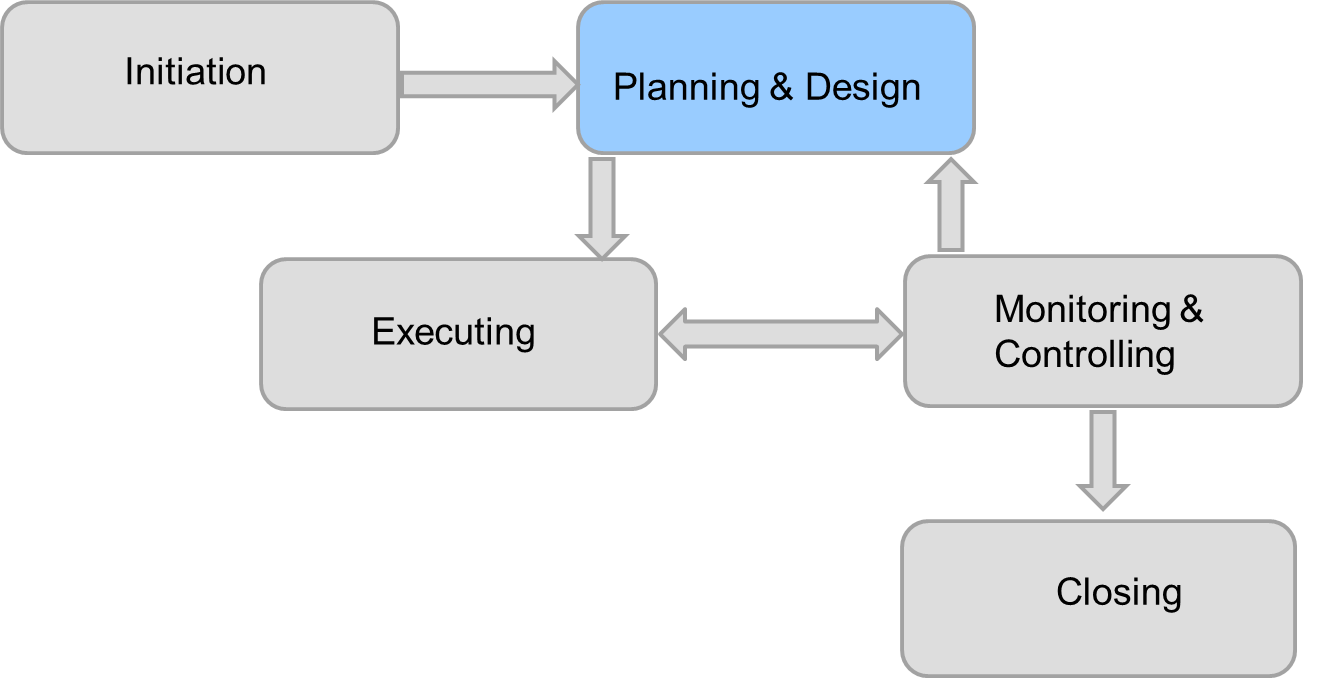 Initiation
Planning & Design
Executing
Monitoring &
Controlling
Closing